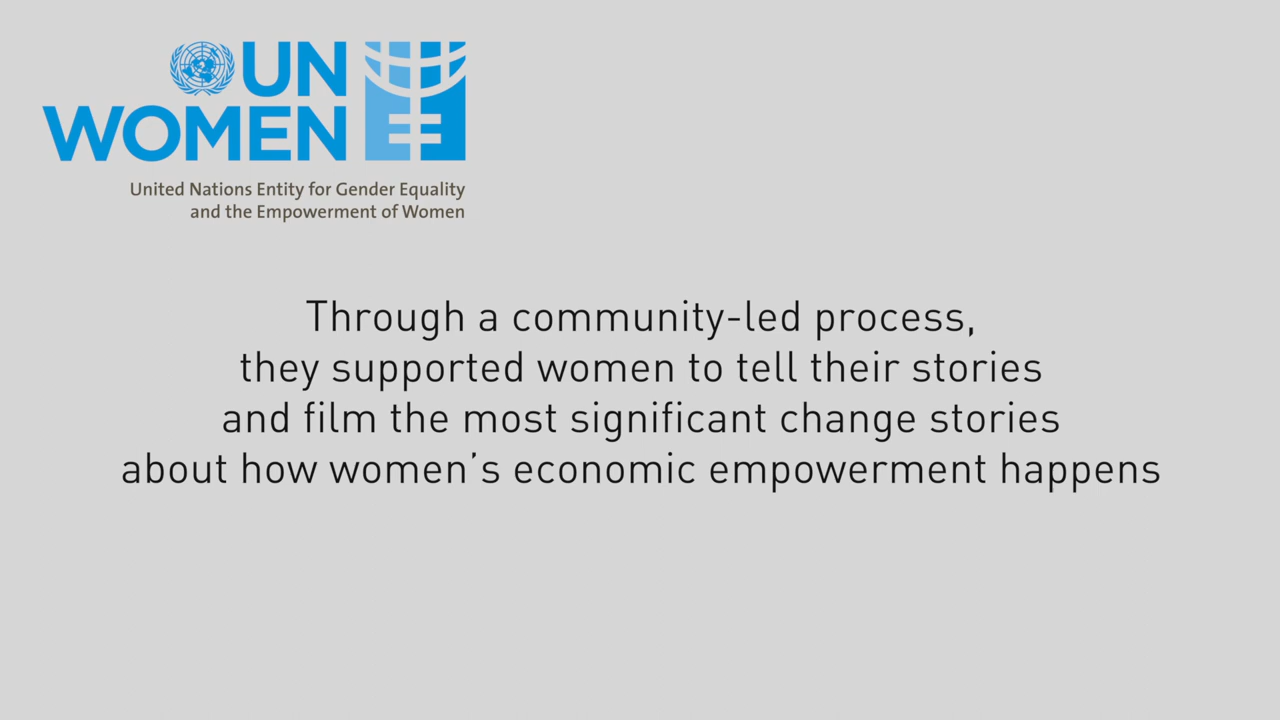 UN
WOMEN
United Nations Entity for Gender Equality
and the Empowerment of Women
Through a community-led process,
they supported women to tell their stories
and film the most significant change stories
about how women’s economic empowerment happens